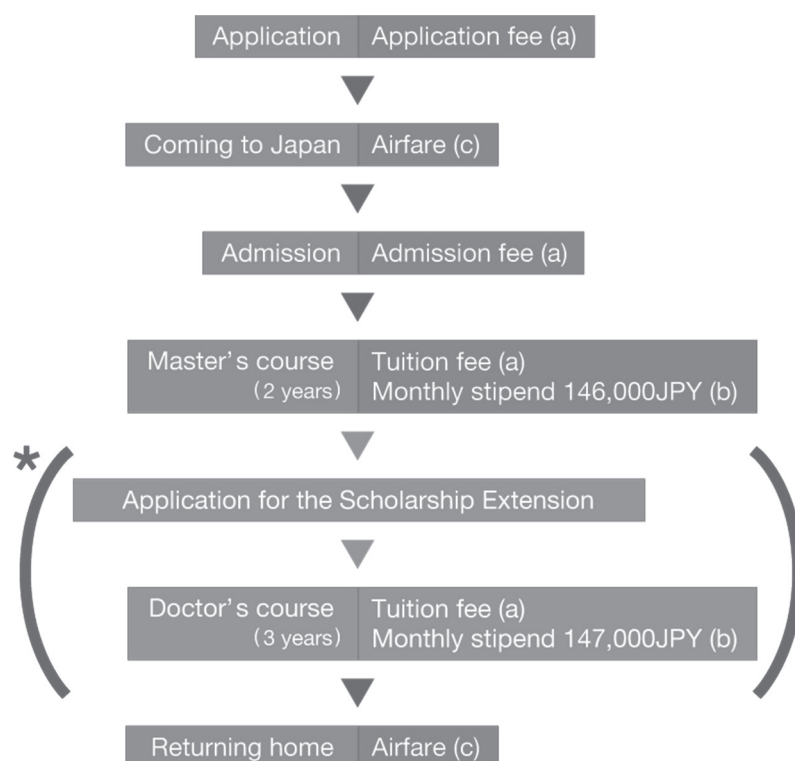 Application Application fee (a)
Coming to Japan Airfare (c)
Admission Admission fee (a)
Master’s course Tuition fee (a)
(2 years) Monthly stipend 146,000JPY (b)
*
Application for the Scholarship Extension
Doctor’s course Tuition fee (a)
(3 years) Monthly stipend 147,000JPY (b)
Returning home Airfare (c)